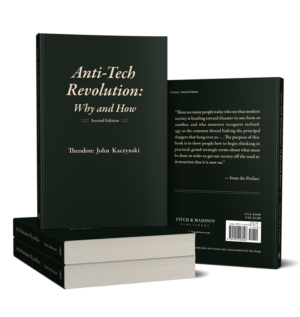 Anti-Tech
Revolution:
Why and How
Second Edition
Theodore John Kaczynski
"There are many people today who see that modern
society is heading toward disaster in one form or
another, and who moreover recognize technol-
ogy as the common thread linking the principal
dangers that hang over us . . . The purpose of this
book is to show people how to begin thinking in
practical, grand-strategic terms about what must
be done in order to get our society off the road to
destruction that it is now on."
—from the Preface
FITCH & MADISON